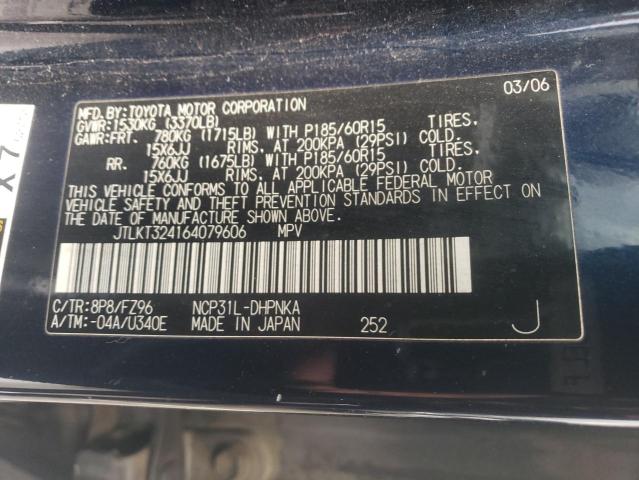 03/06
MFD.BY:TOYOTA MOTOR CORPORATION
GVWR:1530KG (3370LB)
GAWR:FRT. 780KG (1715LB) WITH P185/60R15 TIRES.
15X6JJ RIMS. AT 200KPA (29PSI) COLD.
RR. 760KG (1675LB) WITH P185/60R15 TIRES.
15X6JJ RIMS. AT 200KPA (29PSI) COLD.
THIS VEHICLE CONFORMS TO ALL APPLICABLE FEDERAL MOTOR
VEHICLE SAFETY AND THEFT PREVENTION STANDARDS IN EFFECT ON
THE DATE OF MANUFACTURE SHOWN ABOVE.
JTLKT324164079606 MPV
C/TR:8P8/FZ96 NCP31L-DHPNKA
A/TM:-04A/U340E MADE IN JAPAN 252 J